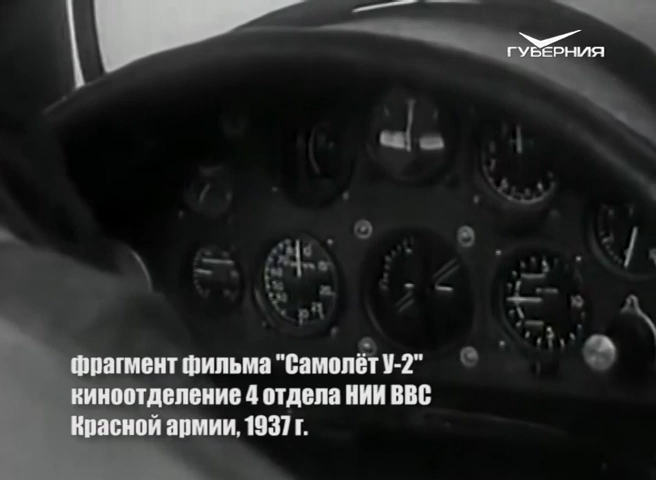 ГУБЕРНИЯ
фрагмент фильма "Самолёт У-2"
киноотделение 4 отдела НИИ ВВС
Красной армии, 1937 г.